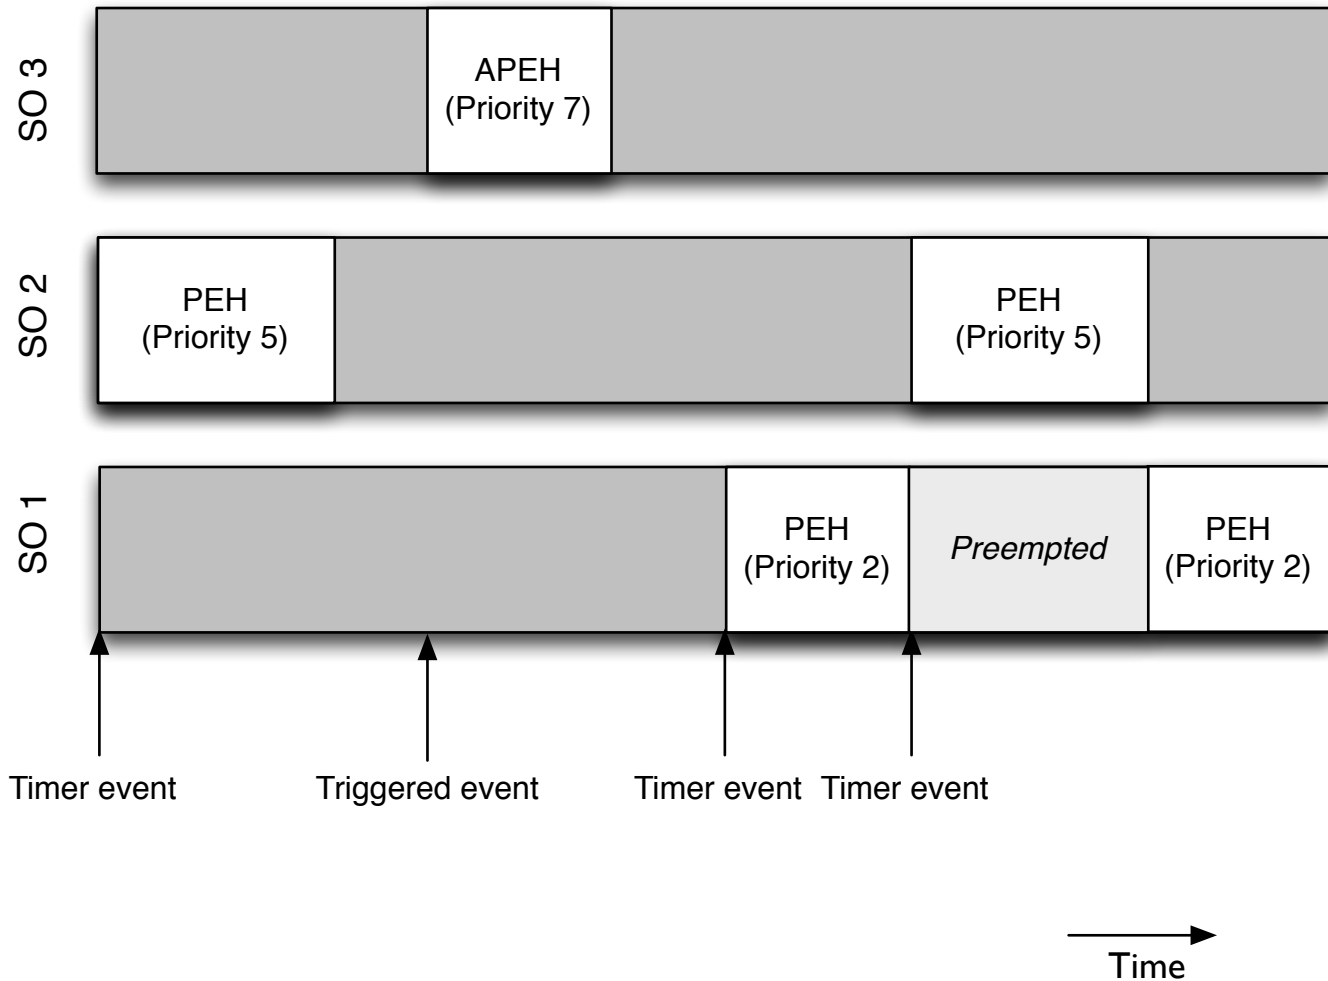 SO 3
APEH
(Priority 7)
SO 2
PEH
(Priority 5)
PEH
(Priority 5)
SO 1
PEH
(Priority 2)
Preempted
PEH
(Priority 2)
Timer event
Triggered event
Timer event
Timer event
Time